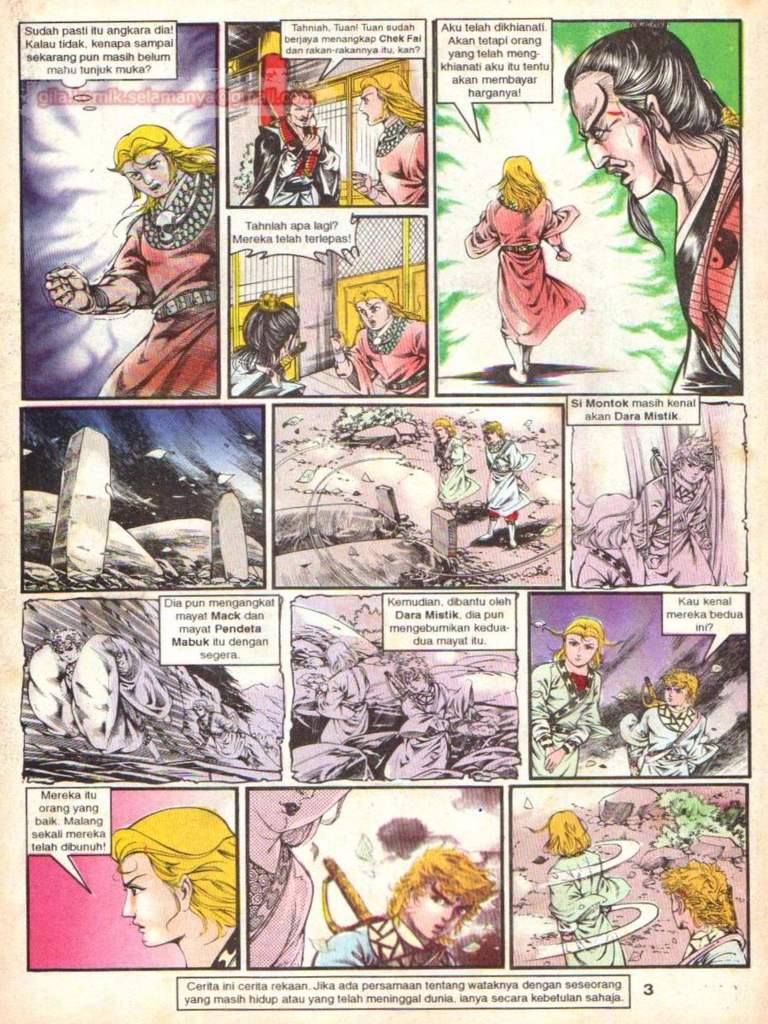 Sudah pasti itu angkara dia!
Kalau tidak, kenapa sampai
sekarang pun masih belum
mahu tunjuk muka?
gilakomik.selamanya@gmail.com
Tahniah, Tuan! Tuan sudah
berjaya menangkap Chek Fai
dan rakan-rakannya itu, kan?
Tahniah apa lagi?
Mereka telah terlepas!
Aku telah dikhianati.
Akan tetapi orang
yang telah meng-
khianati aku itu tentu
akan membayar
harganya!
Si Montok masih kenal
akan Dara Mistik.
Dia pun mengangkat
mayat Mack dan
mayat Pendeta
Mabuk itu dengan
segera.
Kemudian, dibantu oleh
Dara Mistik, dia pun
mengebumikan kedua-
dua mayat itu.
Kau kenal
mereka bedua
ini?
Mereka itu
orang yang
baik. Malang
sekali mereka
telah dibunuh!
Cerita ini cerita rekaan. Jika ada persamaan tentang wataknya dengan seseorang
yang masih hidup atau yang telah meninggal dunia, ianya secara kebetulan sahaja.
3